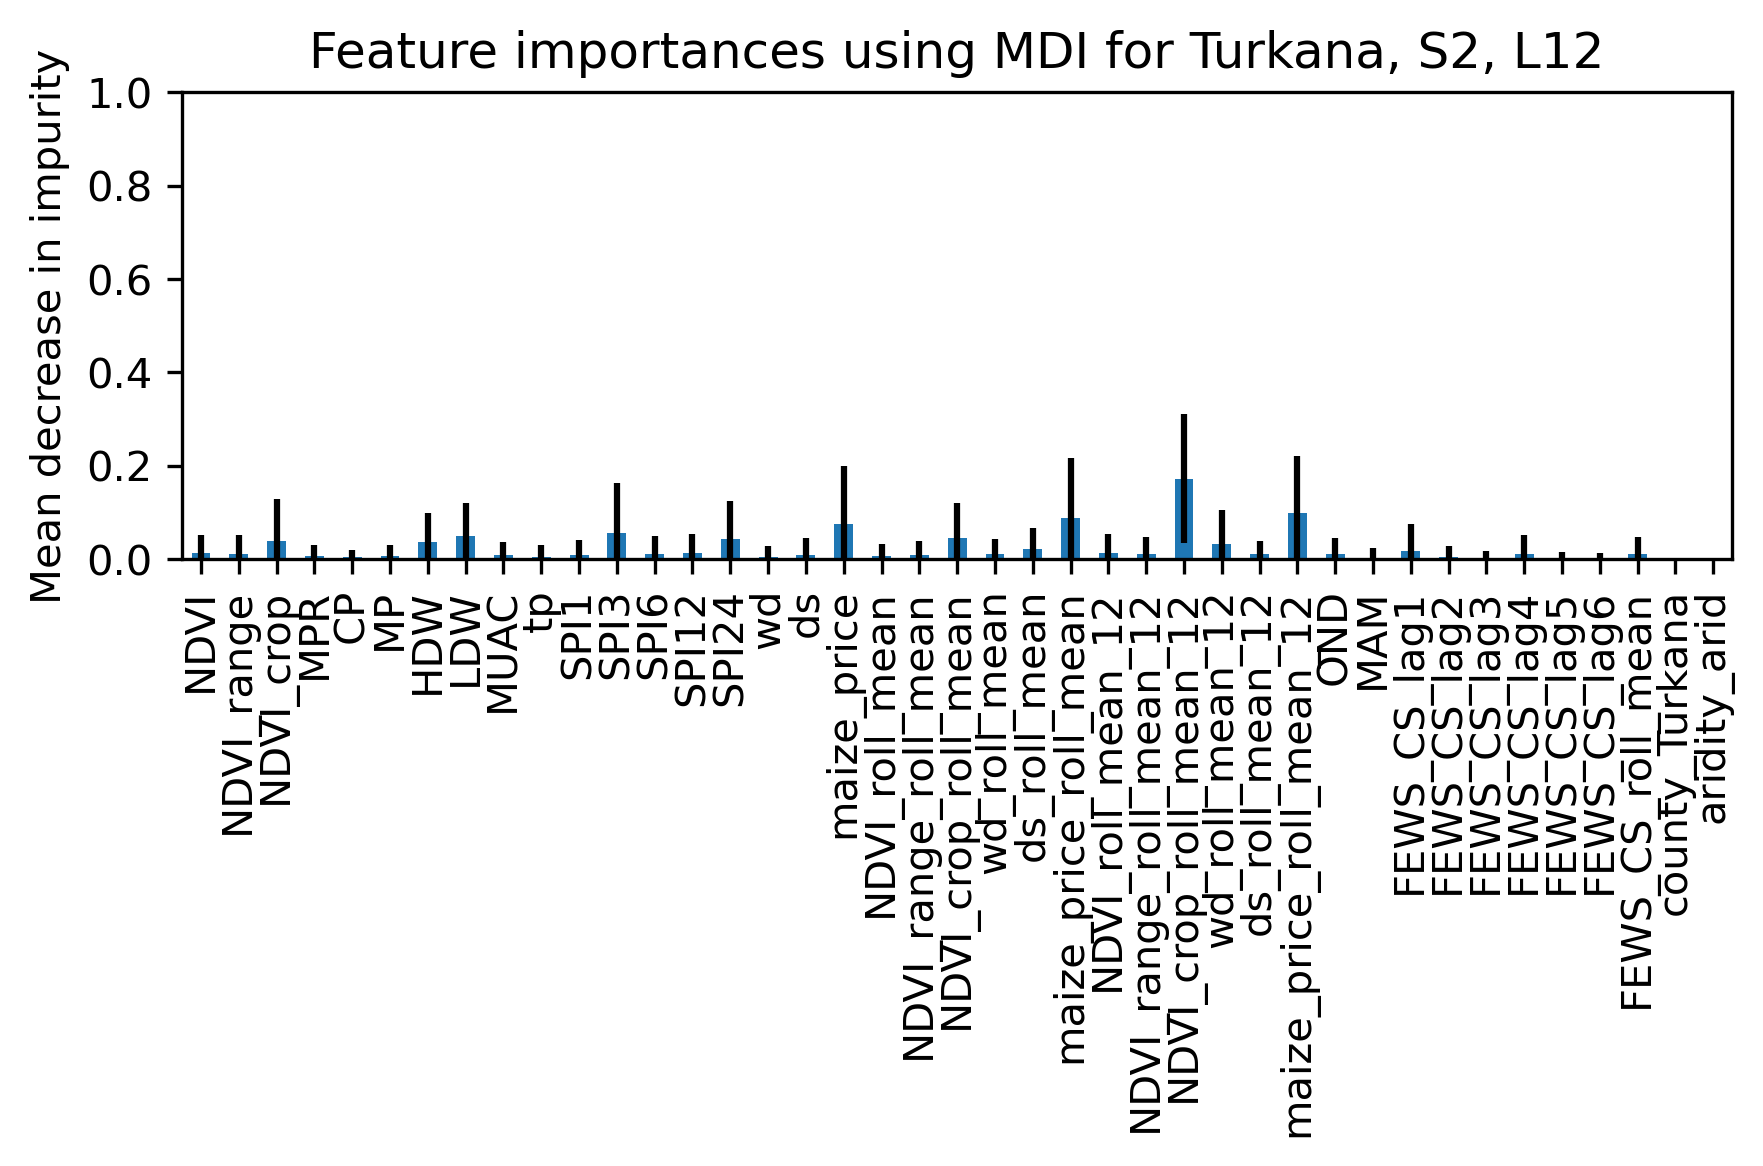 Feature importances using MDI for Turkana, S2, L12
Mean decrease in impurity
1.0
0.8
0.6
0.4
0.2
0.0
NDVI
NDVI_range
NDVI_crop
MPR
CP
MP
HDW
LDW
MUAC
tp
SPI1
SPI3
SPI6
SPI12
SPI24
wd
ds
maize_price
NDVI_roll_mean
NDVI_range_roll_mean
NDVI_crop_roll_mean
wd_roll_mean
ds_roll_mean
maize_price_roll_mean
NDVI_roll_mean_12
NDVI_range_roll_mean_12
NDVI_crop_roll_mean_12
wd_roll_mean_12
ds_roll_mean_12
maize_price_roll_mean_12
OND
MAM
FEWS_CS_lag1
FEWS_CS_lag2
FEWS_CS_lag3
FEWS_CS_lag4
FEWS_CS_lag5
FEWS_CS_lag6
FEWS_CS_roll_mean
county_Turkana
aridity_arid